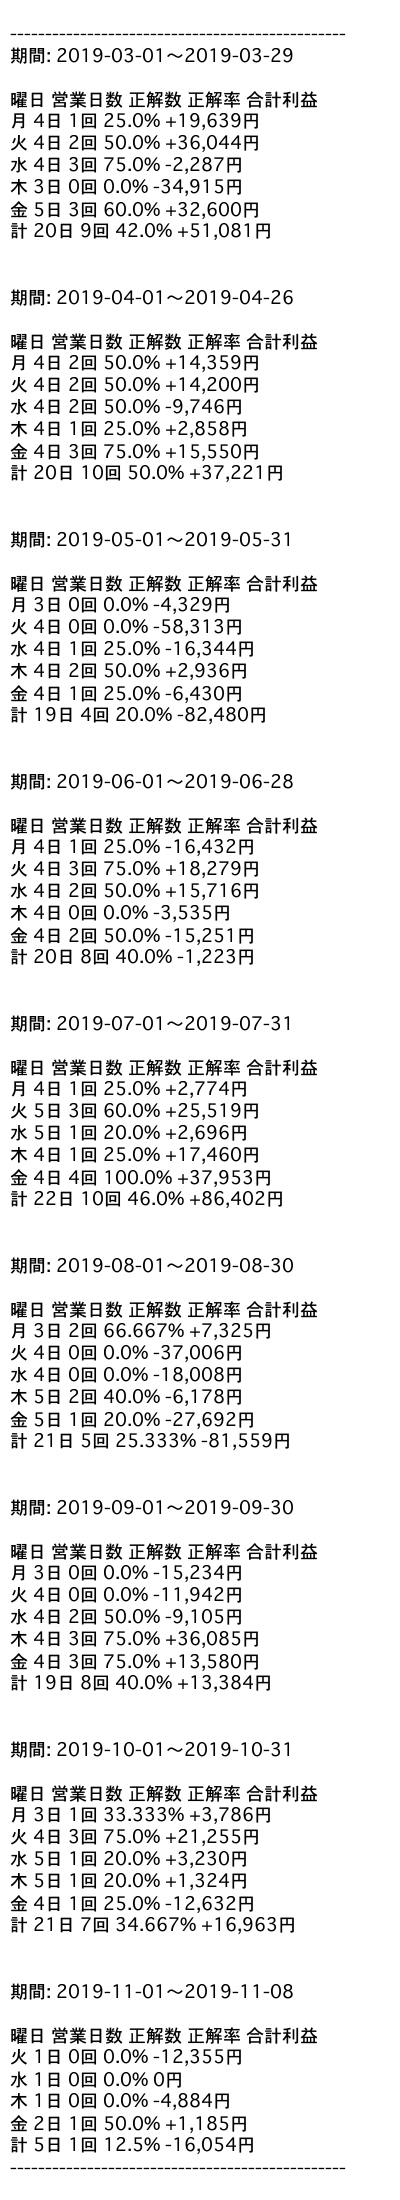 ------------------------------------------------
期間: 2019-03-01〜2019-03-29
曜日 営業日数 正解数 正解率 合計利益
月 4日 1回 25.0% +19,639円
火 4日 2回 50.0% +36,044円
水 4日 3回 75.0% -2,287円
木 3日 0回 0.0% -34,915円
金 5日 3回 60.0% +32,600円
計 20日 9回 42.0% +51,081円
期間: 2019-04-01〜2019-04-26
曜日 営業日数 正解数 正解率 合計利益
月 4日 2回 50.0% +14,359円
火 4日 2回 50.0% +14,200円
水 4日 2回 50.0% -9,746円
木 4日 1回 25.0% +2,858円
金 4日 3回 75.0% +15,550円
計 20日 10回 50.0% +37,221円
期間: 2019-05-01〜2019-05-31
曜日 営業日数 正解数 正解率 合計利益
月 3日 0回 0.0% -4,329円
火 4日 0回 0.0% -58,313円
水 4日 1回 25.0% -16,344円
木 4日 2回 50.0% +2,936円
金 4日 1回 25.0% -6,430円
計 19日 4回 20.0% -82,480円
期間: 2019-06-01〜2019-06-28
曜日 営業日数 正解数 正解率 合計利益
月 4日 1回 25.0% -16,432円
火 4日 3回 75.0% +18,279円
水 4日 2回 50.0% +15,716円
木 4日 0回 0.0% -3,535円
金 4日 2回 50.0% -15,251円
計 20日 8回 40.0% -1,223円
期間: 2019-07-01〜2019-07-31
曜日 営業日数 正解数 正解率 合計利益
月 4日 1回 25.0% +2,774円
火 5日 3回 60.0% +25,519円
水 5日 1回 20.0% +2,696円
木 4日 1回 25.0% +17,460円
金 4日 4回 100.0% +37,953円
計 22日 10回 46.0% +86,402円
期間: 2019-08-01〜2019-08-30
曜日 営業日数 正解数 正解率 合計利益
月 3日 2回 66.667% +7,325円
火 4日 0回 0.0% -37,006円
水 4日 0回 0.0% -18,008円
木 5日 2回 40.0% -6,178円
金 5日 1回 20.0% -27,692円
計 21日 5回 25.333% -81,559円
期間: 2019-09-01〜2019-09-30
曜日 営業日数 正解数 正解率 合計利益
月 3日 0回 0.0% -15,234円
火 4日 0回 0.0% -11,942円
水 4日 2回 50.0% -9,105円
木 4日 3回 75.0% +36,085円
金 4日 3回 75.0% +13,580円
計 19日 8回 40.0% +13,384円
期間: 2019-10-01〜2019-10-31
曜日 営業日数 正解数 正解率 合計利益
月 3日 1回 33.333% +3,786円
火 4日 3回 75.0% +21,255円
水 5日 1回 20.0% +3,230円
木 5日 1回 20.0% +1,324円
金 4日 1回 25.0% -12,632円
計 21日 7回 34.667% +16,963円
期間: 2019-11-01〜2019-11-08
曜日 営業日数 正解数 正解率 合計利益
火 1日 0回 0.0% -12,355円
水 1日 0回 0.0% 0円
木 1日 0回 0.0% -4,884円
金 2日 1回 50.0% +1,185円
計 5日 1回 12.5% -16,054円
------------------------------------------------